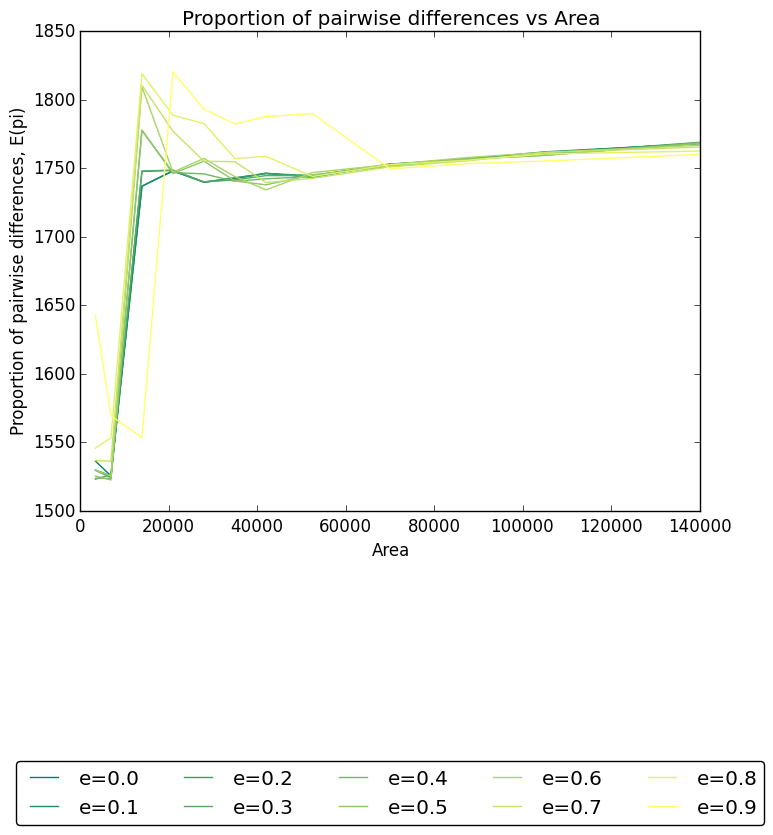 Proportion of pairwise differences vs Area
1850
1800
1750
1700
1650
1600
1550
1500
Proportion of pairwise differences, E(pi)
0 20000 40000 60000 80000 100000 120000 140000
Area
e=0.0 e=0.2 e=0.4 e=0.6 e=0.8
e=0.1 e=0.3 e=0.5 e=0.7 e=0.9